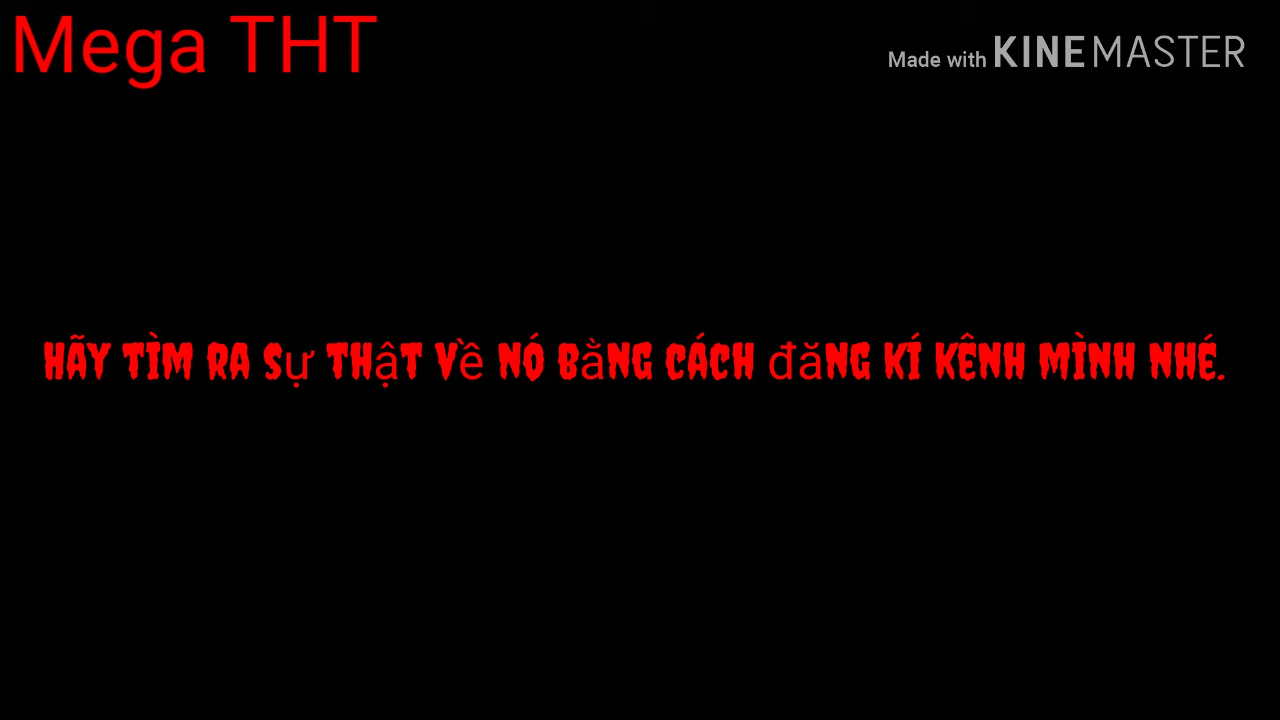 Mega THT
Made with KINEMASTER
HÃY TÌM RA Sự THậT Về NÓ BằNG CÁCH đăNG KÍ KÊNH MÌNH NHÉ.